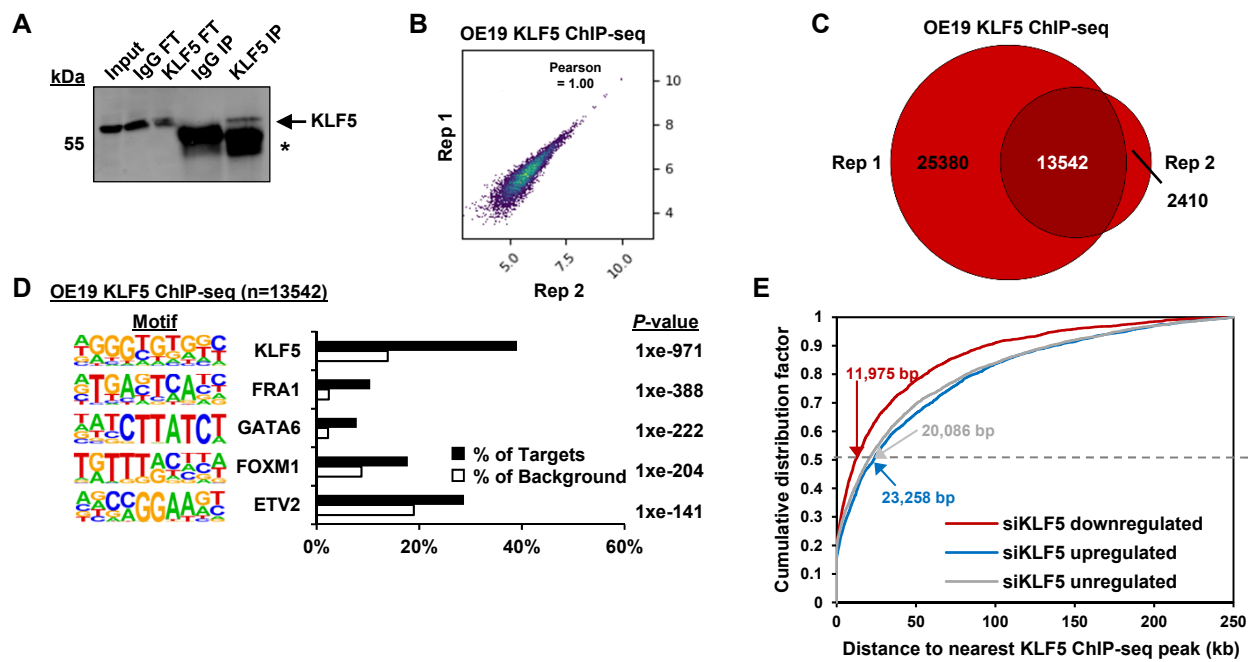 A
Input
IgG FT
KLF5 FT
IgG IP
KLF5 IP
kDa
55
KLF5
*
B
OE19 KLF5 ChIP-seq
Pearson
= 1.00
Rep 1
10
8
6
4
5.0
7.5
10.0
Rep 2
C
OE19 KLF5 ChIP-seq
Rep 1
25380
13542
Rep 2
2410
D
OE19 KLF5 ChIP-seq (n=13542)
Motif
P-value
KLF5
1xe-971
FRA1
1xe-388
GATA6
1xe-222
FOXM1
1xe-204
ETV2
1xe-141
% of Targets
% of Background
0%
20%
40%
60%
E
Cumulative distribution factor
1
0.9
0.8
0.7
0.6
0.5
0.4
0.3
0.2
0.1
0
11,975 bp
20,086 bp
23,258 bp
siKLF5 downregulated
siKLF5 upregulated
siKLF5 unregulated
0
50
100
150
200
250
Distance to nearest KLF5 ChIP-seq peak (kb)